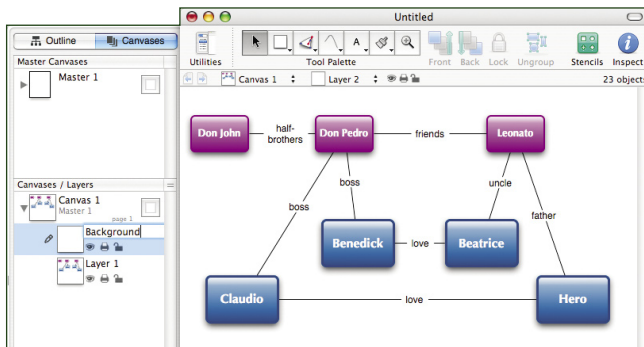 Untitled
Outline
Canvases
Utilities
Tool Palette
Front
Back
Lock
Ungroup
Stencils
Inspect
Master Canvases
Master 1
Canvas 1
Layer 2
23 objects
Don John
half-
brothers
Don Pedro
friends
Leonato
boss
boss
uncle
father
Canvases / Layers
Canvas 1
Master 1
page 1
Background
Layer 1
Benedick
love
Beatrice
Claudio
love
Hero